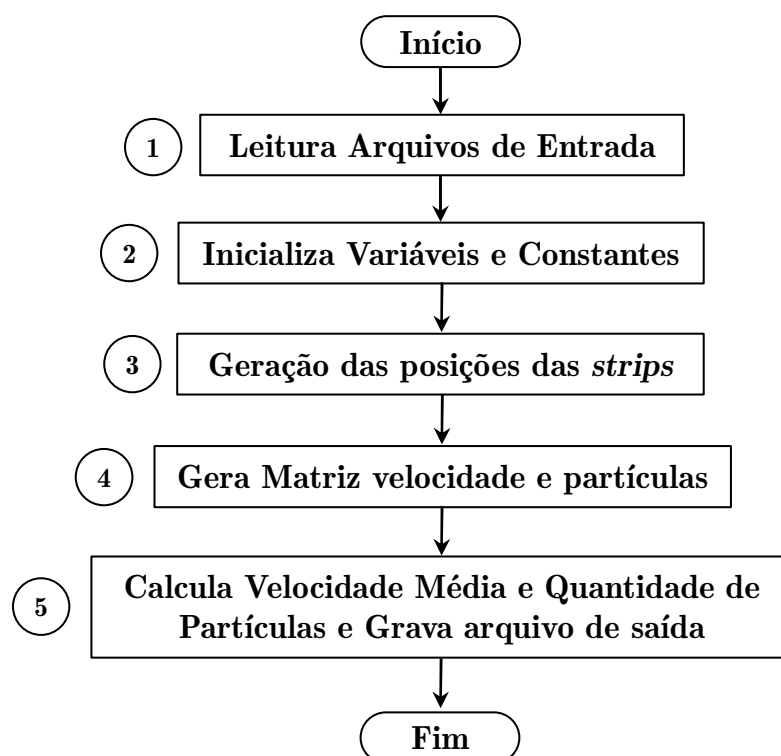 Início
1
Leitura Arquivos de Entrada
2
Inicializa Variáveis e Constantes
3
Geração das posições das strips
4
Gera Matriz velocidade e partículas
5
Calcula Velocidade Média e Quantidade de
Partículas e Grava arquivo de saída
Fim